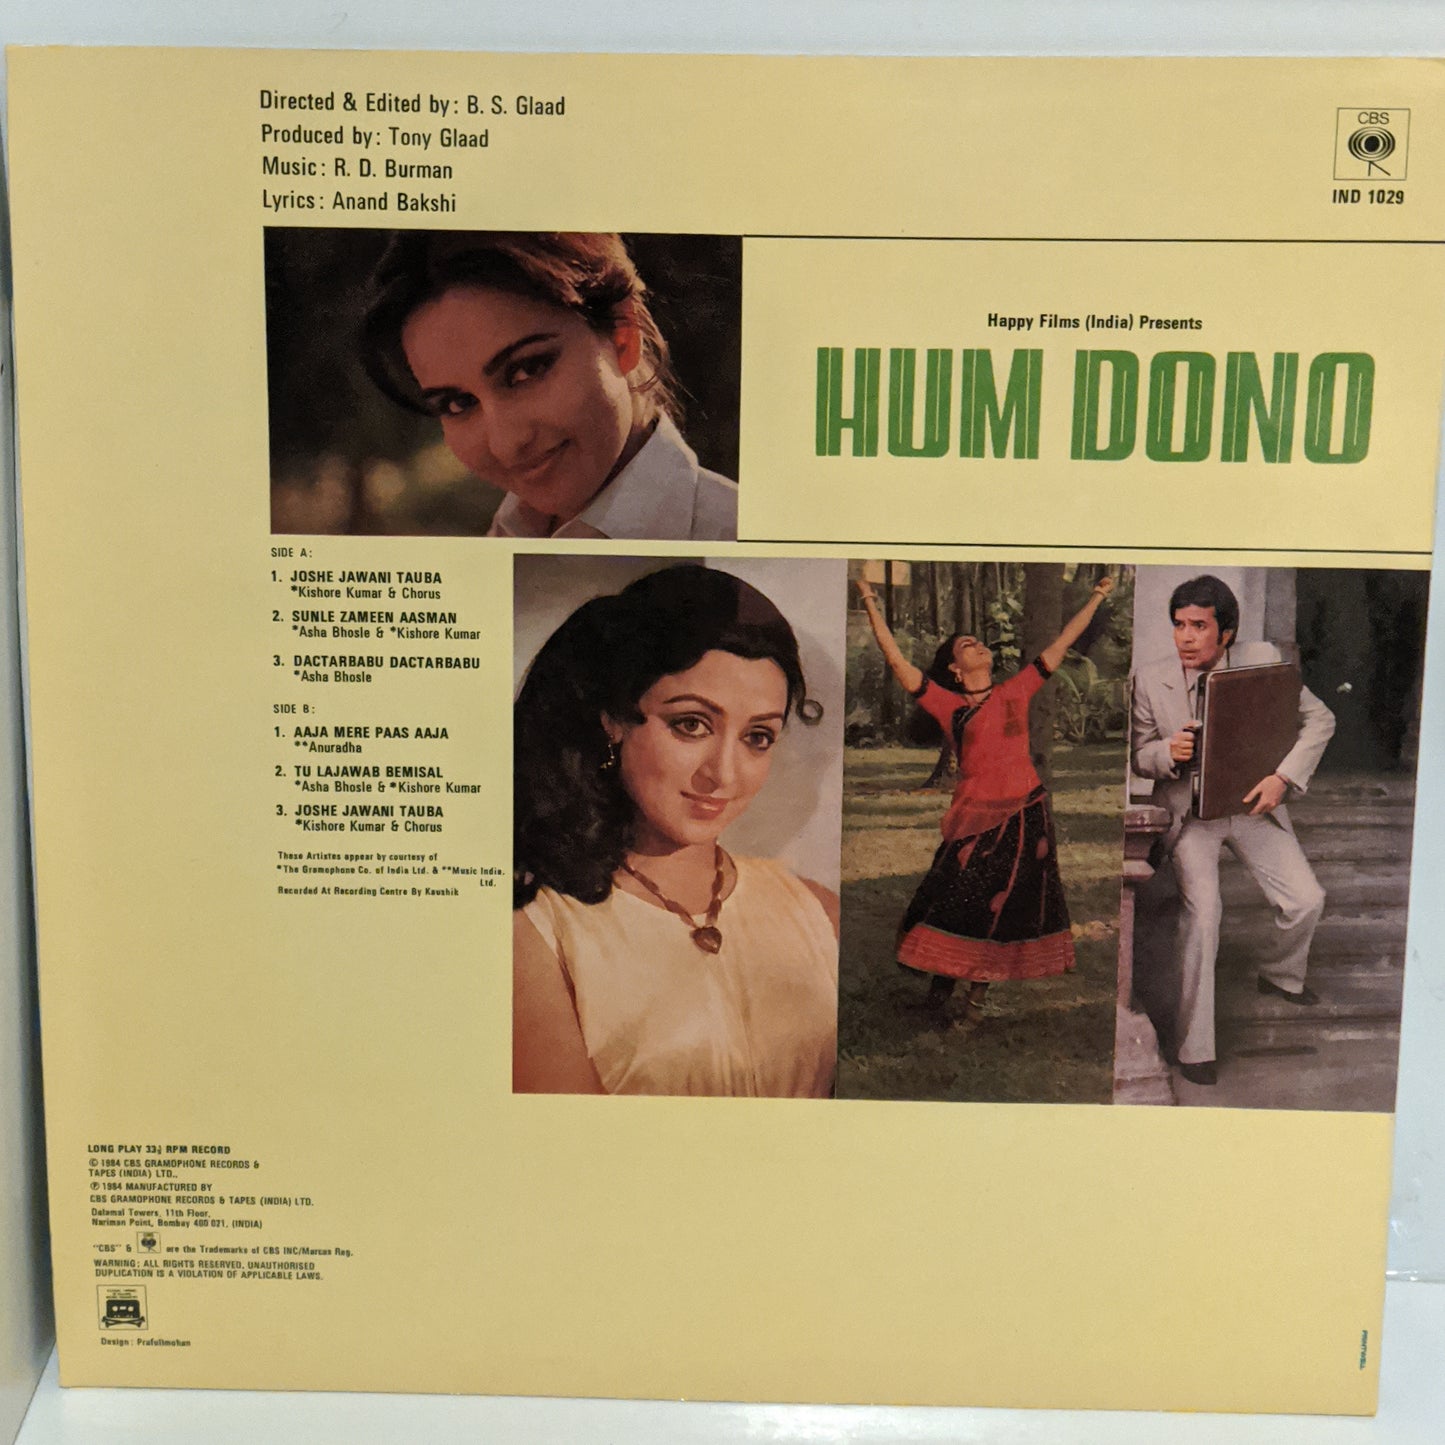 Directed & Edited by: B. S. Glaad
Produced by: Tony Glaad
Music: R. D. Burman
Lyrics: Anand Bakshi
CBS
IND 1029
Happy Films (India) Presents
HUM DONO
SIDE A:
1. JOSHE JAWANI TAUBA
*Kishore Kumar & Chorus
2. SUNLE ZAMEEN AASMAN
*Asha Bhosle & *Kishore Kumar
3. DACTARBABU DACTARBABU
*Asha Bhosle
SIDE B:
1. AAJA MERE PAAS AAJA
**Anuradha
2. TU LAJAWAB BEMISAL
*Asha Bhosle & *Kishore Kumar
3. JOSHE JAWANI TAUBA
*Kishore Kumar & Chorus
These Artistes appear by courtesy of
*The Gramophone Co. of India Ltd. & **Music India.
Ltd.
Recorded At Recording Centre By Kaushik
LONG PLAY 33⅓ RPM RECORD
© 1984 CBS GRAMOPHONE RECORDS &
TAPES (INDIA) LTD.,
℗ 1984 MANUFACTURED BY
CBS GRAMOPHONE RECORDS & TAPES (INDIA) LTD.
Dalamal Towers, 11th Floor,
Nariman Point, Bombay 400 021, (INDIA)
"CBS" & are the Trademarks of CBS INC/Marcas Reg.
WARNING: ALL RIGHTS RESERVED. UNAUTHORISED
DUPLICATION IS A VIOLATION OF APPLICABLE LAWS.
Design: Prafullmohan
PRINTWELL